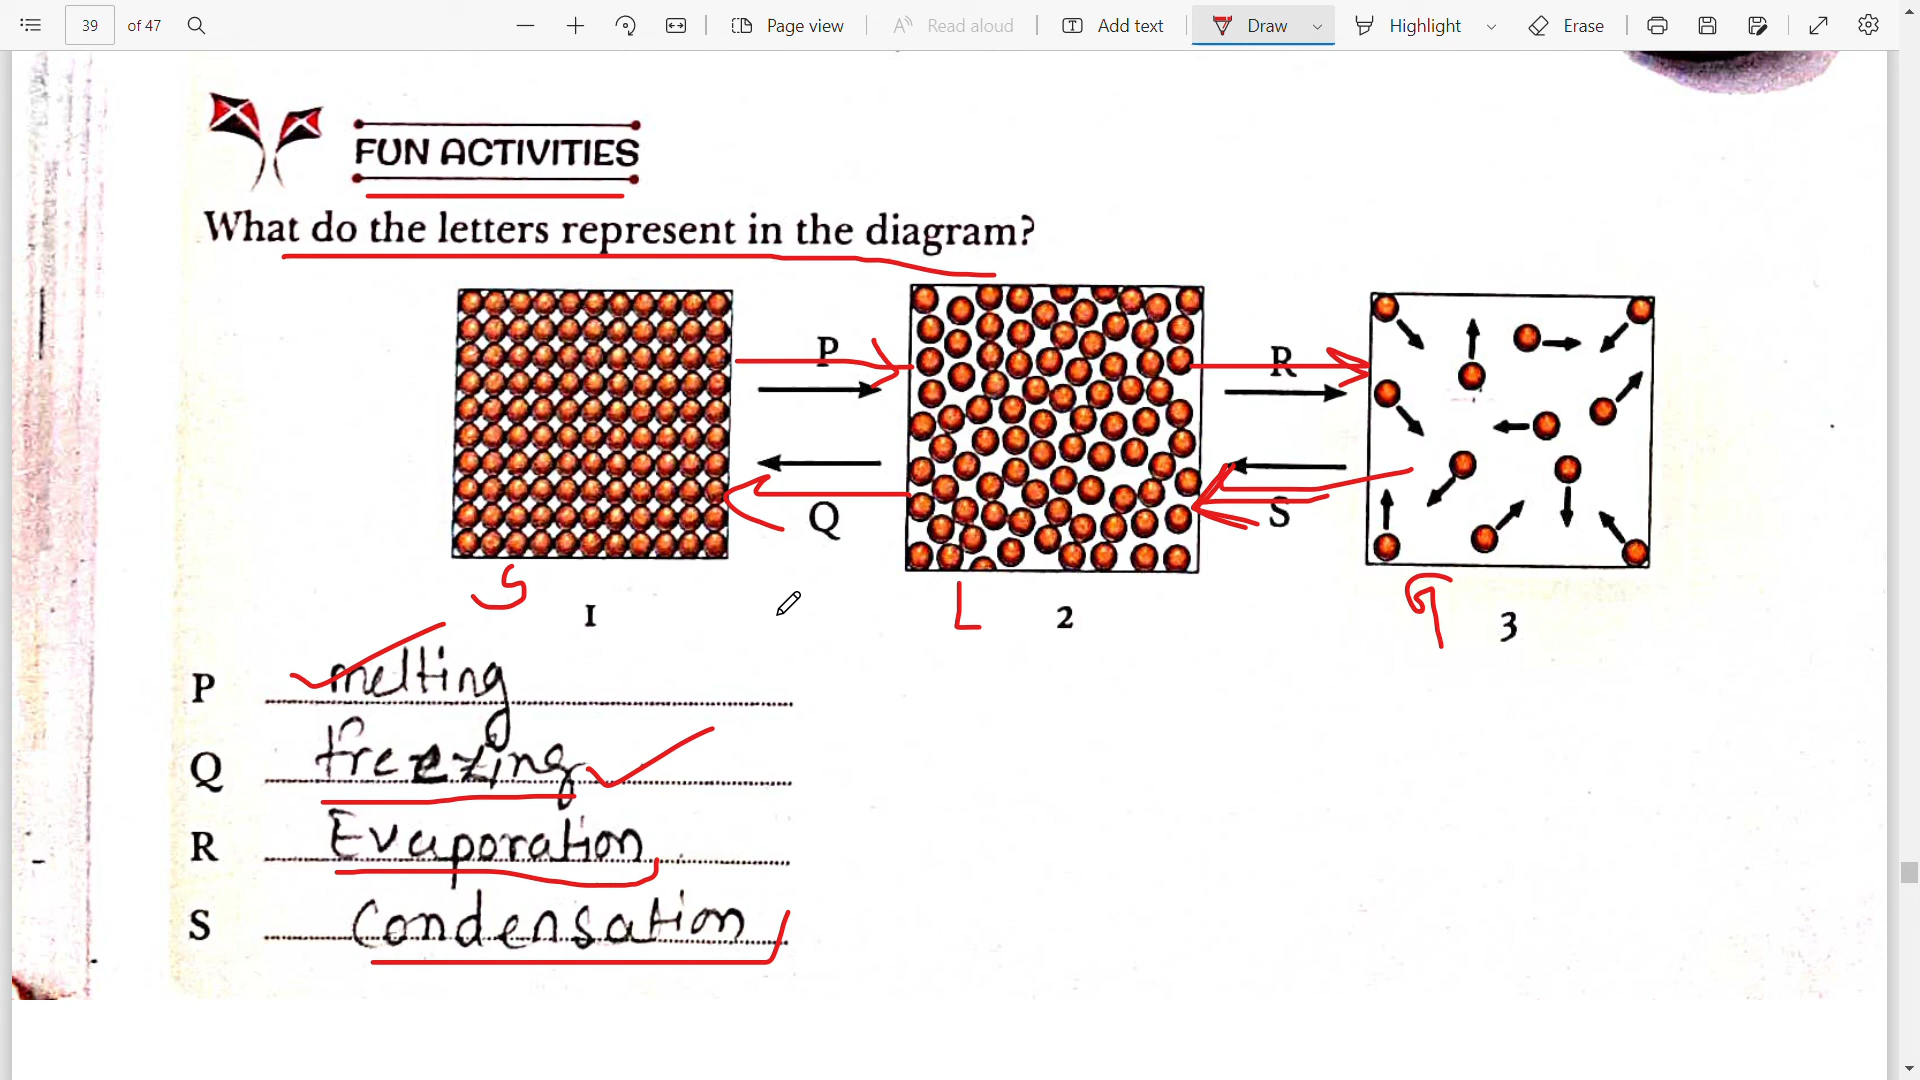 39 of 47 Page view Read aloud Add text Draw Highlight Erase
FUN ACTIVITIES
What do the letters represent in the diagram?
P
R
Q
S
S
L
g
I
2
3
P melting
Q freezing
R Evaporation
S Condensation